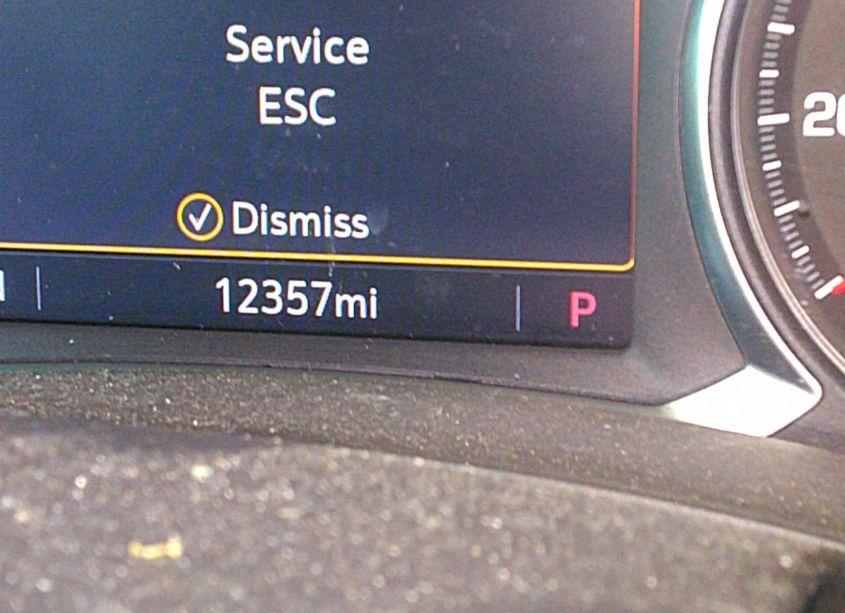 Service
ESC
Dismiss
12357mi
P